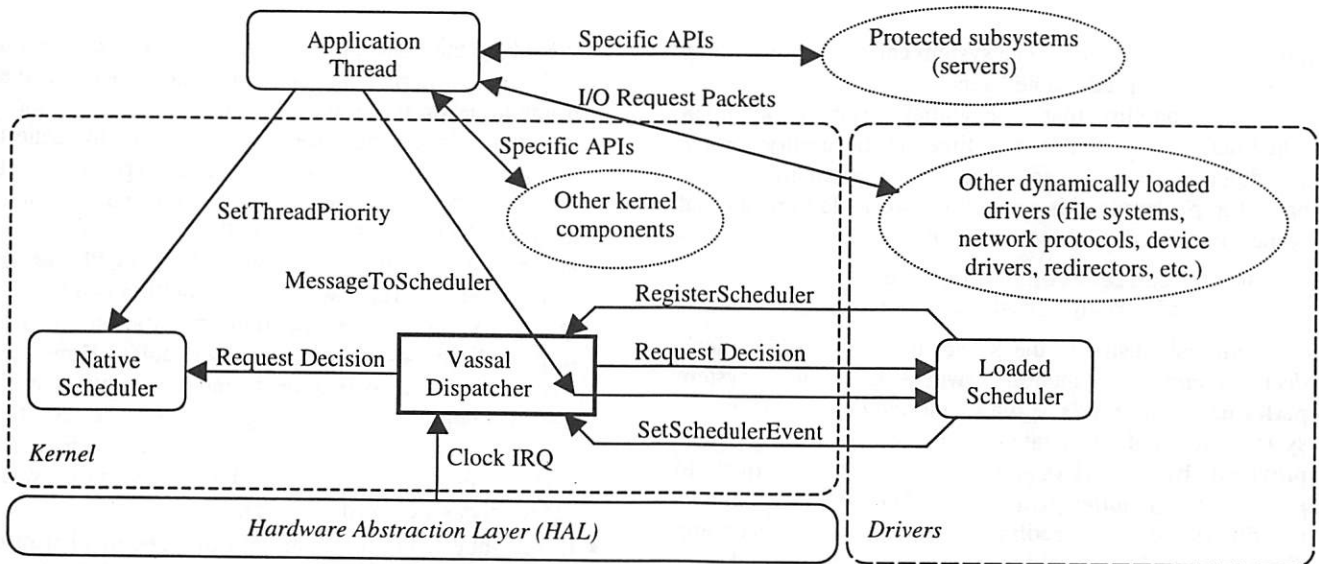 Application
Thread
Specific APIs
Protected subsystems
(servers)
I/O Request Packets
Specific APIs
Other kernel
components
Other dynamically loaded
drivers (file systems,
network protocols, device
drivers, redirectors, etc.)
SetThreadPriority
MessageToScheduler
RegisterScheduler
Native
Scheduler
Request Decision
Vassal
Dispatcher
Request Decision
Loaded
Scheduler
SetSchedulerEvent
Kernel
Clock IRQ
Hardware Abstraction Layer (HAL)
Drivers